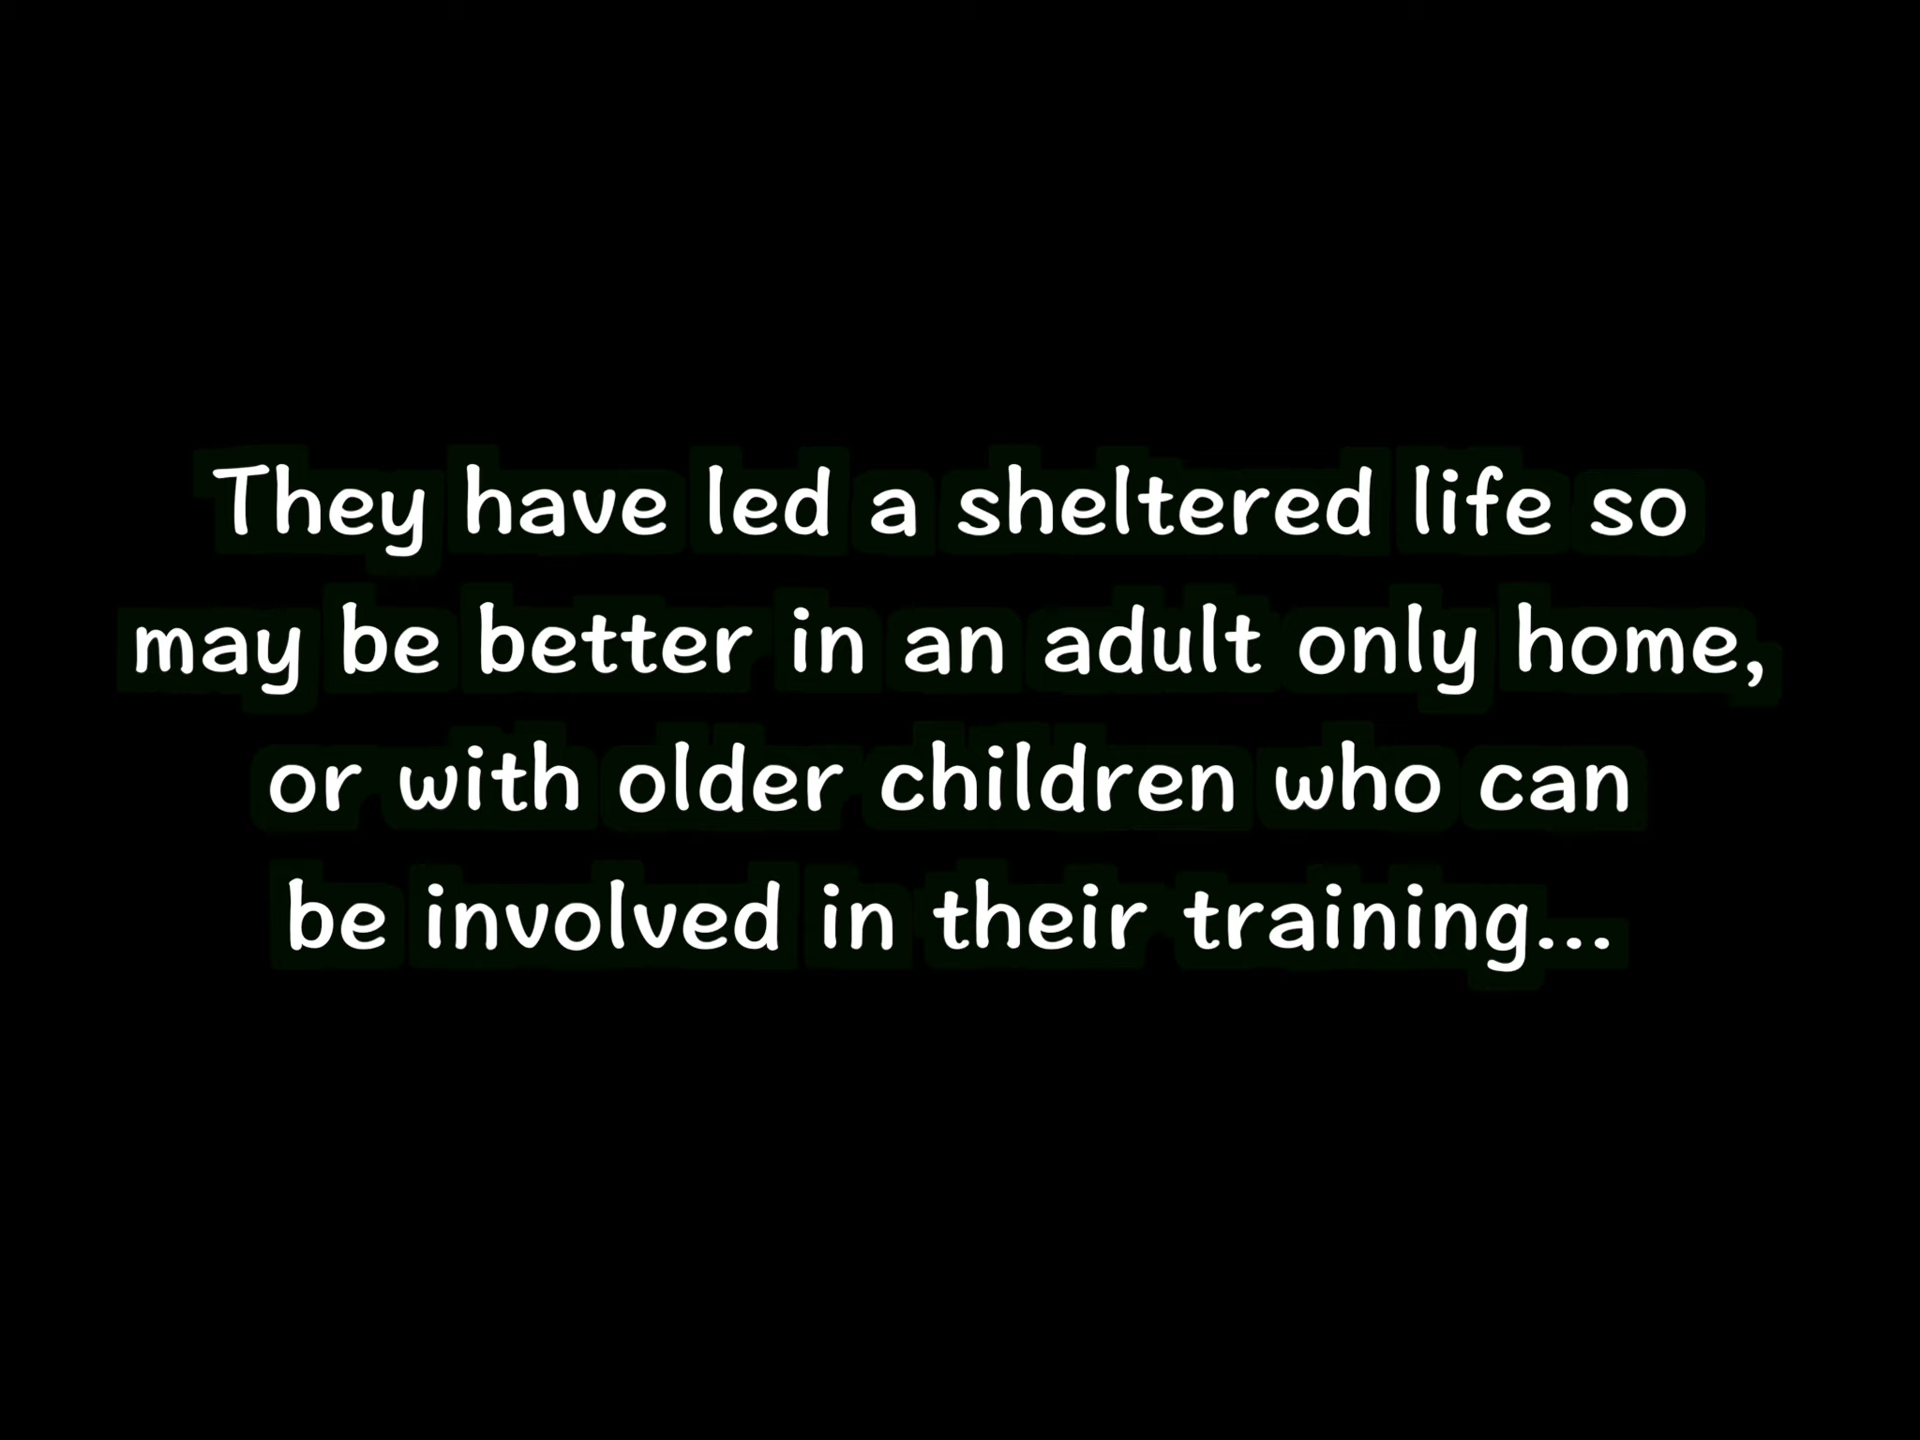 They have led a sheltered life so
may be better in an adult only home,
or with older children who can
be involved in their training...